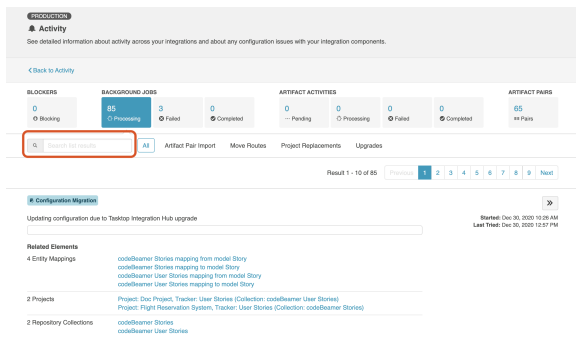 PRODUCTION
Activity
See detailed information about activity across your integrations and about any configuration issues with your integration components.
Back to Activity
BLOCKERS
BACKGROUND JOBS
ARTIFACT ACTIVITIES
ARTIFACT PAIRS
0
85
3
0
0
0
0
0
65
Blocking
Processing
Failed
Completed
Pending
Processing
Failed
Completed
Pairs
Search list results
All
Artifact Pair Import
Move Routes
Project Replacements
Upgrades
Result 1 - 10 of 85
Previous 1 2 3 4 5 6 7 8 9 Next
Configuration Migration
Updating configuration due to Tasktop Integration Hub upgrade
Started: Dec 30, 2020 10:26 AM
Last Tried: Dec 30, 2020 12:57 PM
Related Elements
4 Entity Mappings
codeBeamer Stories mapping from model Story
codeBeamer Stories mapping to model Story
codeBeamer User Stories mapping from model Story
codeBeamer User Stories mapping to model Story
2 Projects
Project: Doc Project, Tracker: User Stories (Collection: codeBeamer User Stories)
Project: Flight Reservation System, Tracker: User Stories (Collection: codeBeamer Stories)
2 Repository Collections
codeBeamer Stories
codeBeamer User Stories